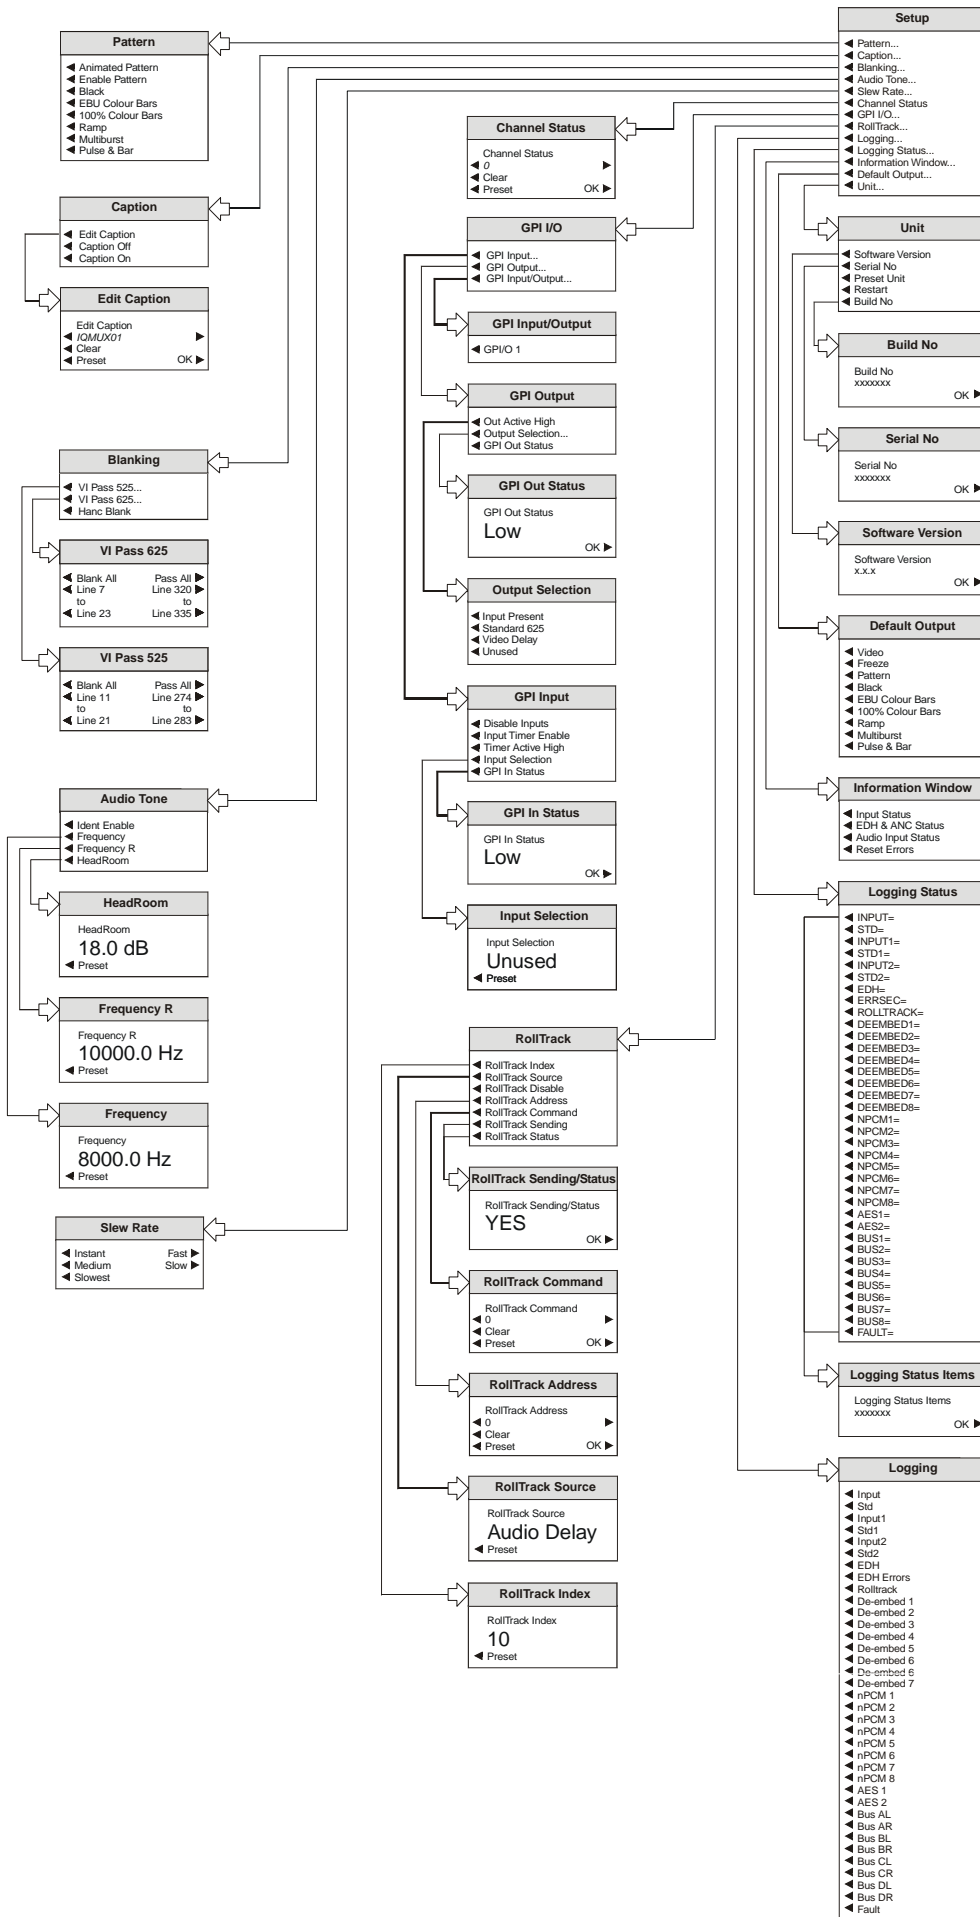 Setup
Pattern...
Caption...
Blanking...
Audio Tone...
Slew Rate...
Channel Status
GPI I/O...
RollTrack...
Logging...
Logging Status...
Information Window...
Default Output...
Unit...
Pattern
Animated Pattern
Enable Pattern
Black
EBU Colour Bars
100% Colour Bars
Ramp
Multiburst
Pulse & Bar
Caption
Edit Caption
Caption Off
Caption On
Edit Caption
Edit Caption
IQMUX01
Clear
Preset OK
Blanking
VI Pass 525...
VI Pass 625...
Hanc Blank
VI Pass 625
Blank All Pass All
Line 7 Line 320
to to
Line 23 Line 335
VI Pass 525
Blank All Pass All
Line 11 Line 274
to to
Line 21 Line 283
Audio Tone
Ident Enable
Frequency
Frequency R
HeadRoom
HeadRoom
HeadRoom
18.0 dB
Preset
Frequency R
Frequency R
10000.0 Hz
Preset
Frequency
Frequency
8000.0 Hz
Preset
Slew Rate
Instant Fast
Medium Slow
Slowest
Channel Status
Channel Status
0
Clear
Preset OK
GPI I/O
GPI Input...
GPI Output...
GPI Input/Output...
GPI Input/Output
GPI/O 1
GPI Output
Out Active High
Output Selection...
GPI Out Status
GPI Out Status
GPI Out Status
Low
OK
Output Selection
Input Present
Standard 625
Video Delay
Unused
GPI Input
Disable Inputs
Input Timer Enable
Timer Active High
Input Selection
GPI In Status
GPI In Status
GPI In Status
Low
OK
Input Selection
Input Selection
Unused
Preset
RollTrack
RollTrack Index
RollTrack Source
RollTrack Disable
RollTrack Address
RollTrack Command
RollTrack Sending
RollTrack Status
RollTrack Sending/Status
RollTrack Sending/Status
YES
OK
RollTrack Command
RollTrack Command
0
Clear
Preset OK
RollTrack Address
RollTrack Address
0
Clear
Preset OK
RollTrack Source
RollTrack Source
Audio Delay
Preset
RollTrack Index
RollTrack Index
10
Preset
Unit
Software Version
Serial No
Preset Unit
Restart
Build No
Build No
Build No
xxxxxxx
OK
Serial No
Serial No
xxxxxxx
OK
Software Version
Software Version
x.x.x
OK
Default Output
Video
Freeze
Pattern
Black
EBU Colour Bars
100% Colour Bars
Ramp
Multiburst
Pulse & Bar
Information Window
Input Status
EDH & ANC Status
Audio Input Status
Reset Errors
Logging Status
INPUT=
STD=
INPUT1=
STD1=
INPUT2=
STD2=
EDH=
ERRSEC=
ROLLTRACK=
DEEMBED1=
DEEMBED2=
DEEMBED3=
DEEMBED4=
DEEMBED5=
DEEMBED6=
DEEMBED7=
DEEMBED8=
NPCM1=
NPCM2=
NPCM3=
NPCM4=
NPCM5=
NPCM6=
NPCM7=
NPCM8=
AES1=
AES2=
BUS1=
BUS2=
BUS3=
BUS4=
BUS5=
BUS6=
BUS7=
BUS8=
FAULT=
Logging Status Items
Logging Status Items
xxxxxxx
OK
Logging
Input
Std
Input1
Std1
Input2
Std2
EDH
EDH Errors
Rolltrack
De-embed 1
De-embed 2
De-embed 3
De-embed 4
De-embed 5
De-embed 6
De-embed 6
De-embed 7
nPCM 1
nPCM 2
nPCM 3
nPCM 4
nPCM 5
nPCM 6
nPCM 7
nPCM 8
AES 1
AES 2
Bus AL
Bus AR
Bus BL
Bus BR
Bus CL
Bus CR
Bus DL
Bus DR
Fault